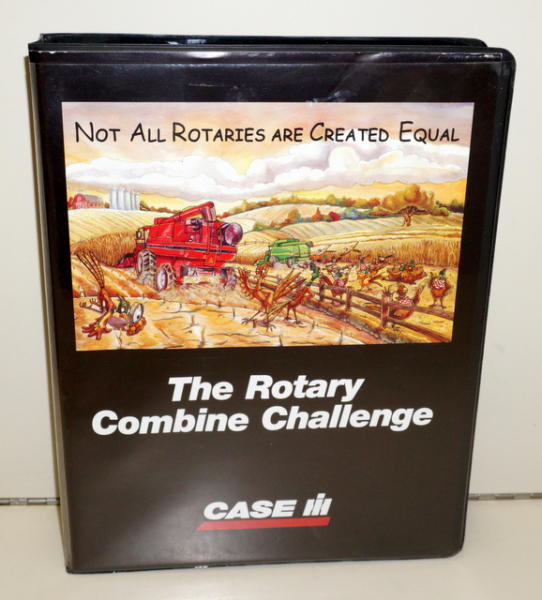 NOT ALL ROTARIES ARE CREATED EQUAL
The Rotary
Combine Challenge
CASE IH